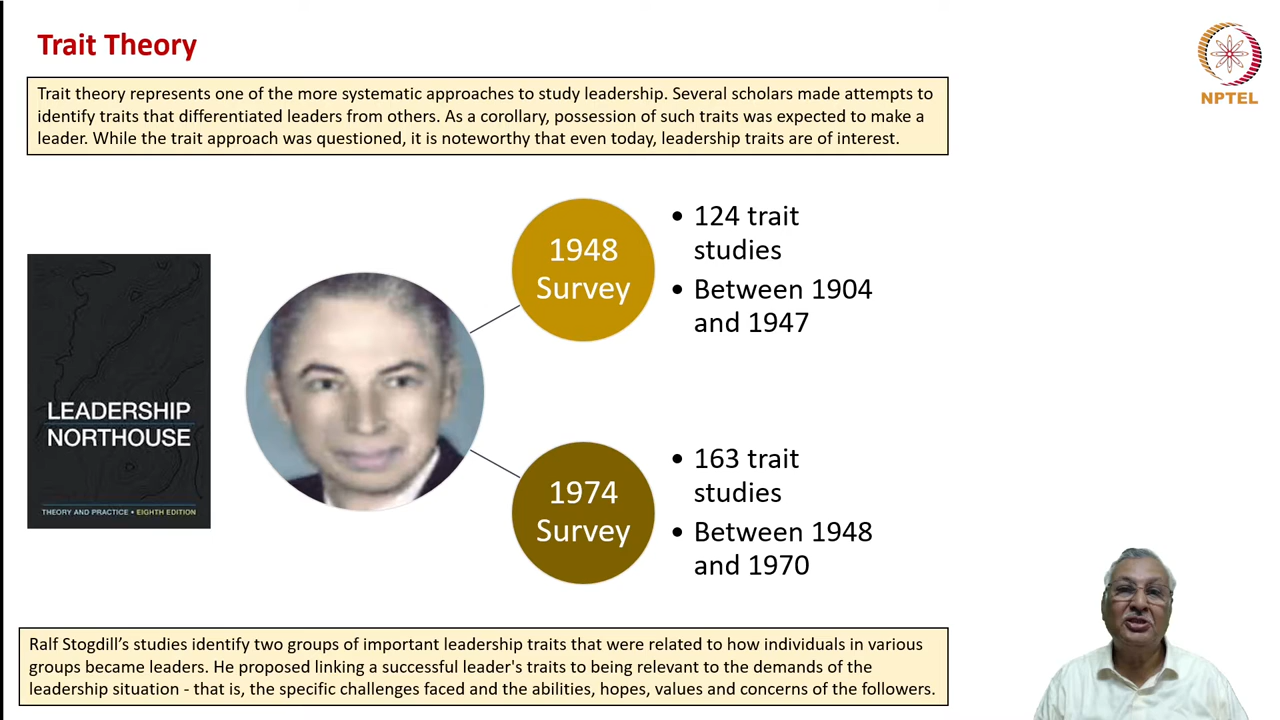 Trait Theory
NPTEL
Trait theory represents one of the more systematic approaches to study leadership. Several scholars made attempts to
identify traits that differentiated leaders from others. As a corollary, possession of such traits was expected to make a
leader. While the trait approach was questioned, it is noteworthy that even today, leadership traits are of interest.
1948
Survey
• 124 trait
studies
• Between 1904
and 1947
LEADERSHIP
NORTHOUSE
THEORY AND PRACTICE • EIGHTH EDITION
1974
Survey
• 163 trait
studies
• Between 1948
and 1970
Ralf Stogdill’s studies identify two groups of important leadership traits that were related to how individuals in various
groups became leaders. He proposed linking a successful leader's traits to being relevant to the demands of the
leadership situation - that is, the specific challenges faced and the abilities, hopes, values and concerns of the followers.